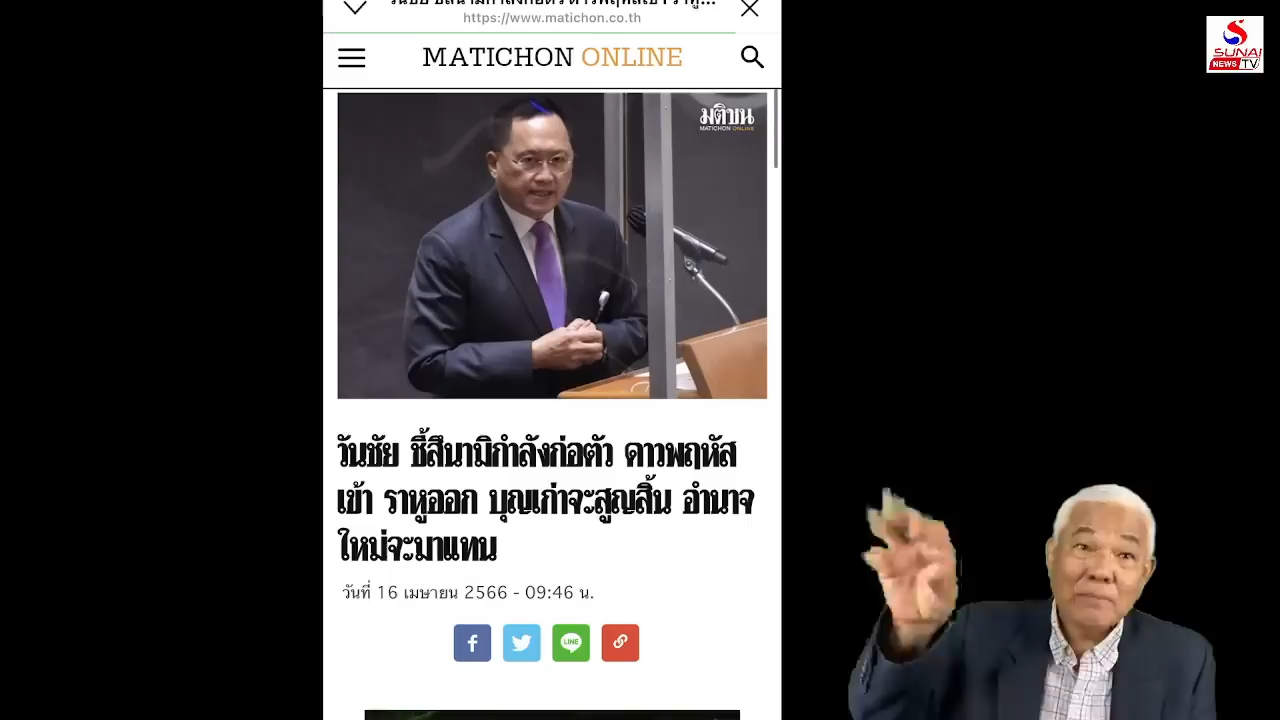 https://www.matichon.co.th
MATICHON ONLINE
SUNAI
NEWS TV
มติชน
MATICHON ONLINE
วันชัย ชี้สึนามิกำลังก่อตัว ดาวพฤหัส
เข้า ราหูออก บุญเก่าจะสูญสิ้น อำนาจ
ใหม่จะมาแทน
วันที่ 16 เมษายน 2566 - 09:46 น.
LINE